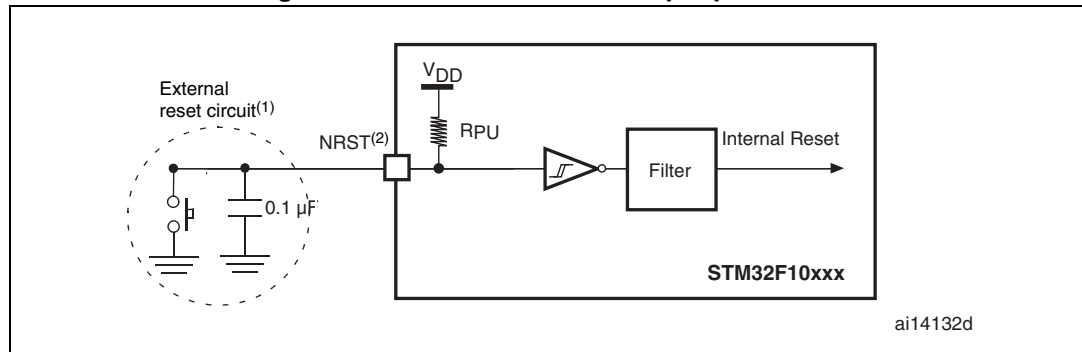 External
reset circuit(1)
NRST(2)
VDD
RPU
0.1 µF
Filter
Internal Reset
STM32F10xxx
ai14132d